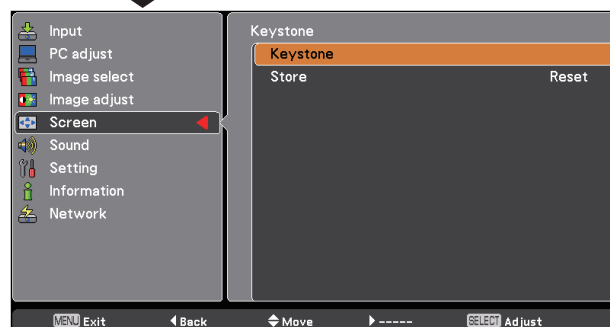 Input
PC adjust
Image select
Image adjust
Screen
Sound
Setting
Information
Network
Keystone
Keystone
Store Reset
MENU Exit Back Move ----- SELECT Adjust